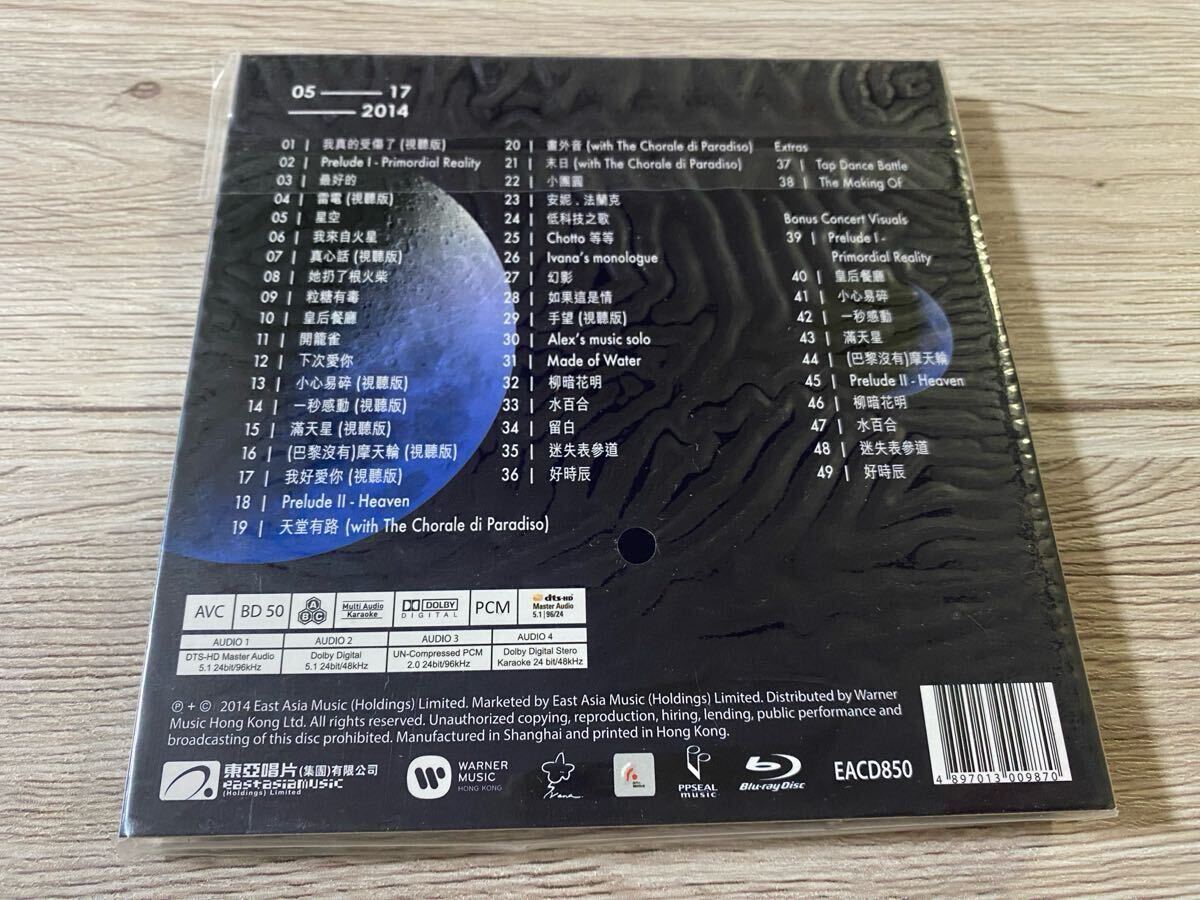 05 —— 17
—— 2014
01 | 我真的受傷了 (視聽版)
02 | Prelude I - Primordial Reality
03 | 最好的
04 | 雷電 (視聽版)
05 | 星空
06 | 我來自火星
07 | 真心話 (視聽版)
08 | 她扔了根火柴
09 | 粒糖有毒
10 | 皇后餐廳
11 | 開籠雀
12 | 下次愛你
13 | 小心易碎 (視聽版)
14 | 一秒感動 (視聽版)
15 | 滿天星 (視聽版)
16 | (巴黎沒有)摩天輪 (視聽版)
17 | 我好愛你 (視聽版)
18 | Prelude II - Heaven
19 | 天堂有路 (with The Chorale di Paradiso)
20 | 畫外音 (with The Chorale di Paradiso)
21 | 末日 (with The Chorale di Paradiso)
22 | 小團圓
23 | 安妮．法蘭克
24 | 低科技之歌
25 | Chotto 等等
26 | Ivana's monologue
27 | 幻影
28 | 如果這是情
29 | 手望 (視聽版)
30 | Alex's music solo
31 | Made of Water
32 | 柳暗花明
33 | 水百合
34 | 留白
35 | 迷失表參道
36 | 好時辰
Extras
37 | Tap Dance Battle
38 | The Making Of
Bonus Concert Visuals
39 | Prelude I -
Primordial Reality
40 | 皇后餐廳
41 | 小心易碎
42 | 一秒感動
43 | 滿天星
44 | (巴黎沒有)摩天輪
45 | Prelude II - Heaven
46 | 柳暗花明
47 | 水百合
48 | 迷失表參道
49 | 好時辰
AVC BD 50 ABC Multi Audio Karaoke DOLBY DIGITAL PCM dts-HD Master Audio 5.1 | 96/24
AUDIO 1 AUDIO 2 AUDIO 3 AUDIO 4
DTS-HD Master Audio Dolby Digital UN-Compressed PCM Dolby Digital Stero
5.1 24bit/96kHz 5.1 24bit/48kHz 2.0 24bit/96kHz Karaoke 24 bit/48kHz
℗ + © 2014 East Asia Music (Holdings) Limited. Marketed by East Asia Music (Holdings) Limited. Distributed by Warner
Music Hong Kong Ltd. All rights reserved. Unauthorized copying, reproduction, hiring, lending, public performance and
broadcasting of this disc prohibited. Manufactured in Shanghai and printed in Hong Kong.
東亞唱片(集團)有限公司
eastasiamusic
(Holdings) Limited
WARNER
MUSIC
HONG KONG
Ivana
PPSEAL
music
Blu-ray Disc
EACD850
4 897013 009870